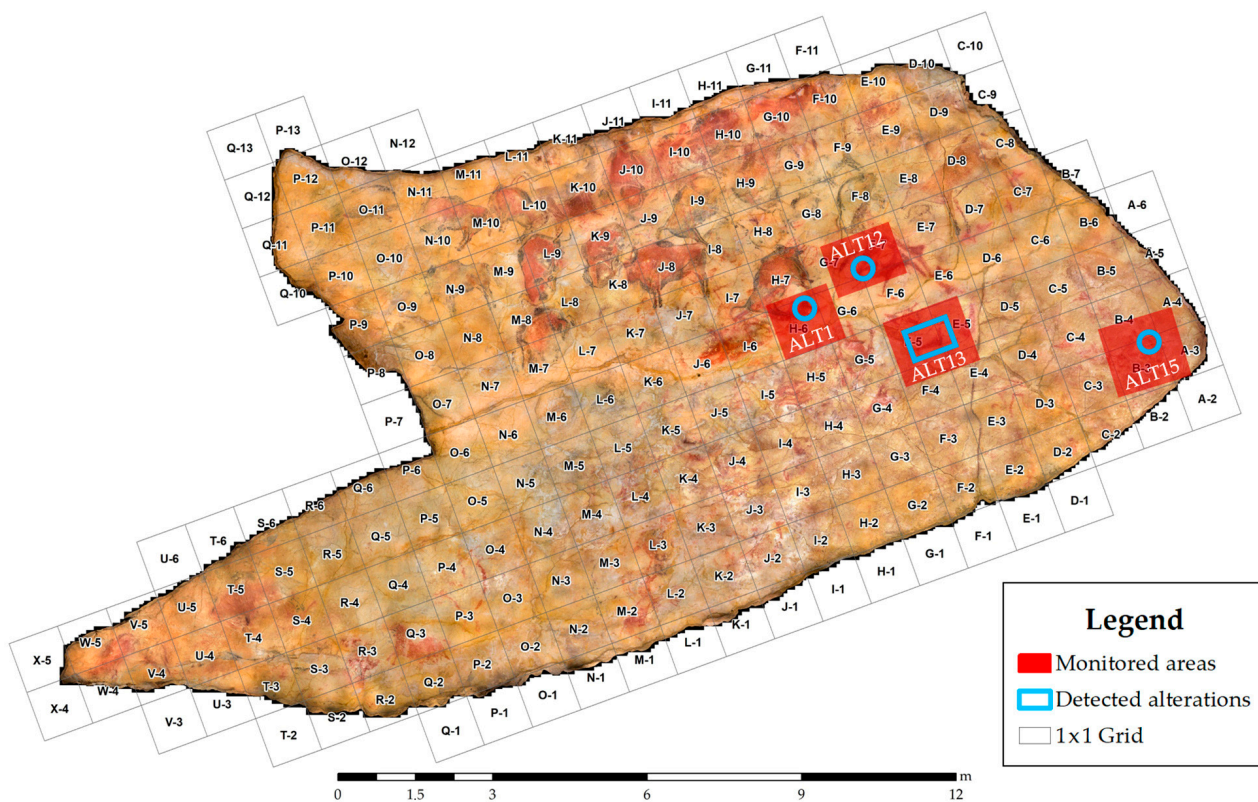 C-10
D-10
F-11
G-11
E-10
C-9
H-11
F-10
D-9
I-11
G-10
E-9
C-8
J-11
H-10
F-9
D-8
B-7
K-11
I-10
G-9
E-8
C-7
A-6
P-13
N-12
L-11
J-10
H-9
F-8
D-7
B-6
Q-13
O-12
M-11
K-10
I-9
G-8
E-7
C-6
A-5
P-12
N-11
L-10
J-9
H-8
ALT12
D-6
B-5
Q-12
O-11
M-10
K-9
I-8
G-7
E-6
C-5
A-4
P-11
N-10
L-9
J-8
H-7
F-6
D-5
B-4
Q-11
O-10
M-9
K-8
I-7
G-6
E-5
C-4
A-3
P-10
N-9
L-8
J-7
H-6
ALT1
F-5
ALT13
D-4
B-3
ALT15
Q-10
O-9
M-8
K-7
I-6
G-5
E-4
C-3
A-2
P-9
N-8
L-7
J-6
H-5
F-4
D-3
B-2
O-8
M-7
K-6
I-5
G-4
E-3
C-2
P-8
N-7
L-6
J-5
H-4
F-3
D-2
O-7
M-6
K-5
I-4
G-3
E-2
D-1
P-7
N-6
L-5
J-4
H-3
F-2
E-1
O-6
M-5
K-4
I-3
G-2
F-1
P-6
N-5
L-4
J-3
H-2
G-1
Q-6
O-5
M-4
K-3
I-2
H-1
R-6
P-5
N-4
L-3
J-2
I-1
S-6
Q-5
O-4
M-3
K-2
J-1
T-6
R-5
P-4
N-3
L-2
K-1
U-6
S-5
Q-4
O-3
M-2
L-1
T-5
R-4
P-3
N-2
M-1
U-5
S-4
Q-3
O-2
N-1
V-5
T-4
R-3
P-2
O-1
W-5
U-4
S-3
Q-2
P-1
X-5
V-4
T-3
R-2
Q-1
W-4
U-3
S-2
X-4
V-3
T-2
Legend
Monitored areas
Detected alterations
1x1 Grid
0 1.5 3 6 9 12 m